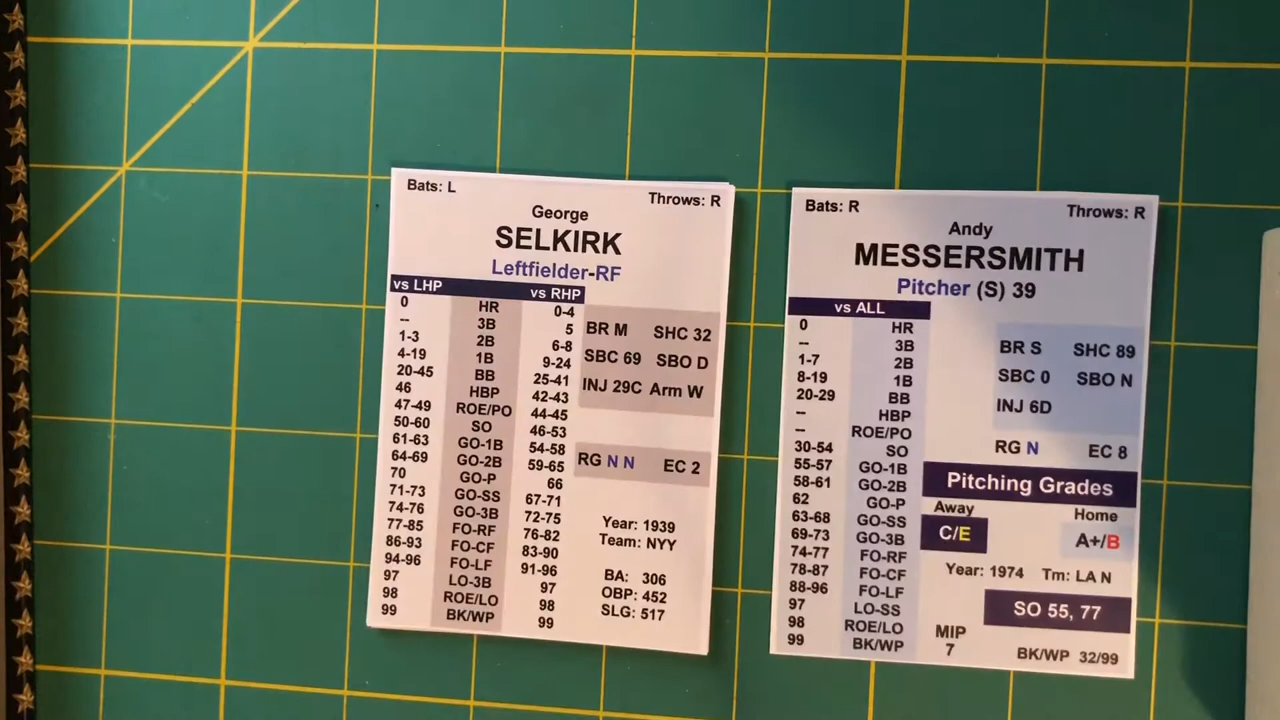 Bats: L Throws: R
George
SELKIRK
Leftfielder-RF
vs LHP vs RHP
0 HR 0-4
-- 3B 5
1-3 2B 6-8
4-19 1B 9-24
20-45 BB 25-41
46 HBP 42-43
47-49 ROE/PO 44-45
50-60 SO 46-53
61-63 GO-1B 54-58
64-69 GO-2B 59-65
70 GO-P 66
71-73 GO-SS 67-71
74-76 GO-3B 72-75
77-85 FO-RF 76-82
86-93 FO-CF 83-90
94-96 FO-LF 91-96
97 LO-3B 97
98 ROE/LO 98
99 BK/WP 99
BR M SHC 32
SBC 69 SBO D
INJ 29C Arm W
RG N N EC 2
Year: 1939
Team: NYY
BA: 306
OBP: 452
SLG: 517
Bats: R Throws: R
Andy
MESSERSMITH
Pitcher (S) 39
vs ALL
0 HR
-- 3B
1-7 2B
8-19 1B
20-29 BB
-- HBP
-- ROE/PO
30-54 SO
55-57 GO-1B
58-61 GO-2B
62 GO-P
63-68 GO-SS
69-73 GO-3B
74-77 FO-RF
78-87 FO-CF
88-96 FO-LF
97 LO-SS
98 ROE/LO
99 BK/WP
BR S SHC 89
SBC 0 SBO N
INJ 6D
RG N EC 8
Pitching Grades
Away Home
C/E A+/B
Year: 1974 Tm: LA N
SO 55, 77
MIP
7
BK/WP 32/99